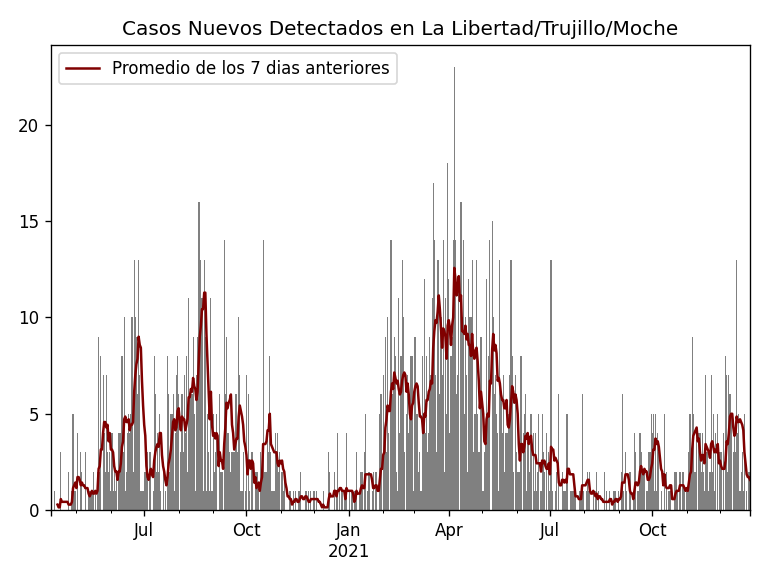 Casos Nuevos Detectados en La Libertad/Trujillo/Moche
Promedio de los 7 dias anteriores
20
15
10
5
0
Jul Oct Jan Apr Jul Oct
2021